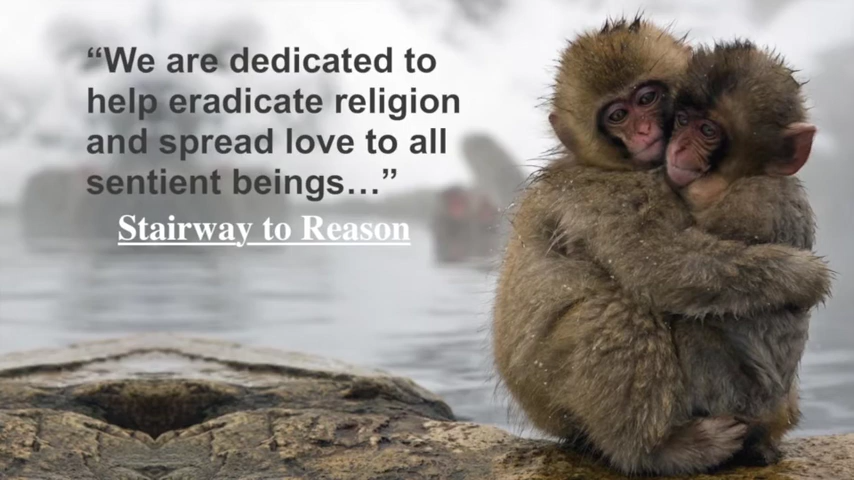 “We are dedicated to
help eradicate religion
and spread love to all
sentient beings…”
Stairway to Reason